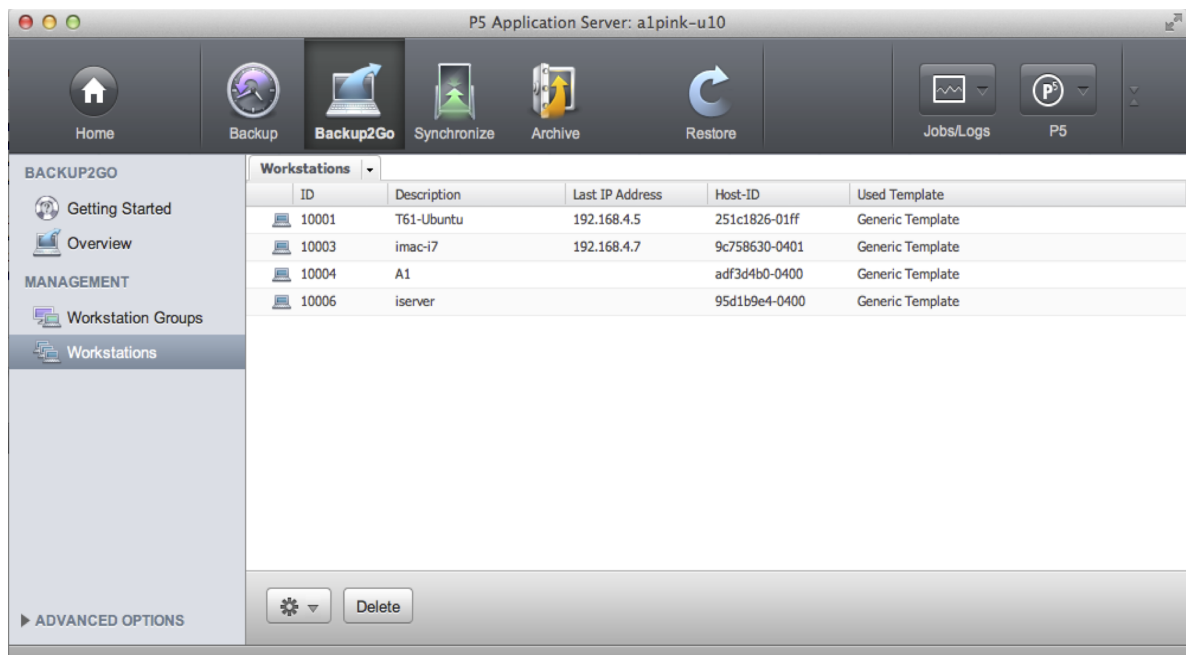 P5 Application Server: a1pink-u10
Home
Backup
Backup2Go
Synchronize
Archive
Restore
Jobs/Logs
P5
BACKUP2GO
Getting Started
Overview
MANAGEMENT
Workstation Groups
Workstations
ADVANCED OPTIONS
Workstations
ID Description Last IP Address Host-ID Used Template
10001 T61-Ubuntu 192.168.4.5 251c1826-01ff Generic Template
10003 imac-i7 192.168.4.7 9c758630-0401 Generic Template
10004 A1 adf3d4b0-0400 Generic Template
10006 iserver 95d1b9e4-0400 Generic Template
Delete